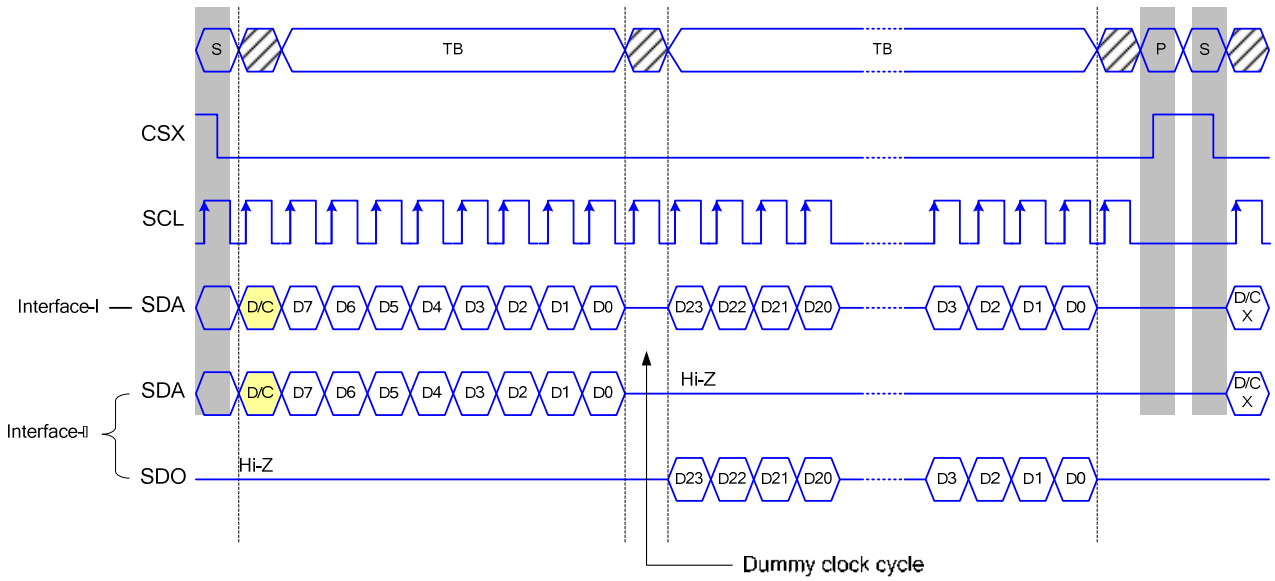 S TB TB P S
CSX
SCL
Interface-I SDA D/C D7 D6 D5 D4 D3 D2 D1 D0 D23 D22 D21 D20 D3 D2 D1 D0 D/C X
SDA D/C D7 D6 D5 D4 D3 D2 D1 D0 Hi-Z D/C X
Interface-▯
SDO Hi-Z D23 D22 D21 D20 D3 D2 D1 D0
Dummy clock cycle